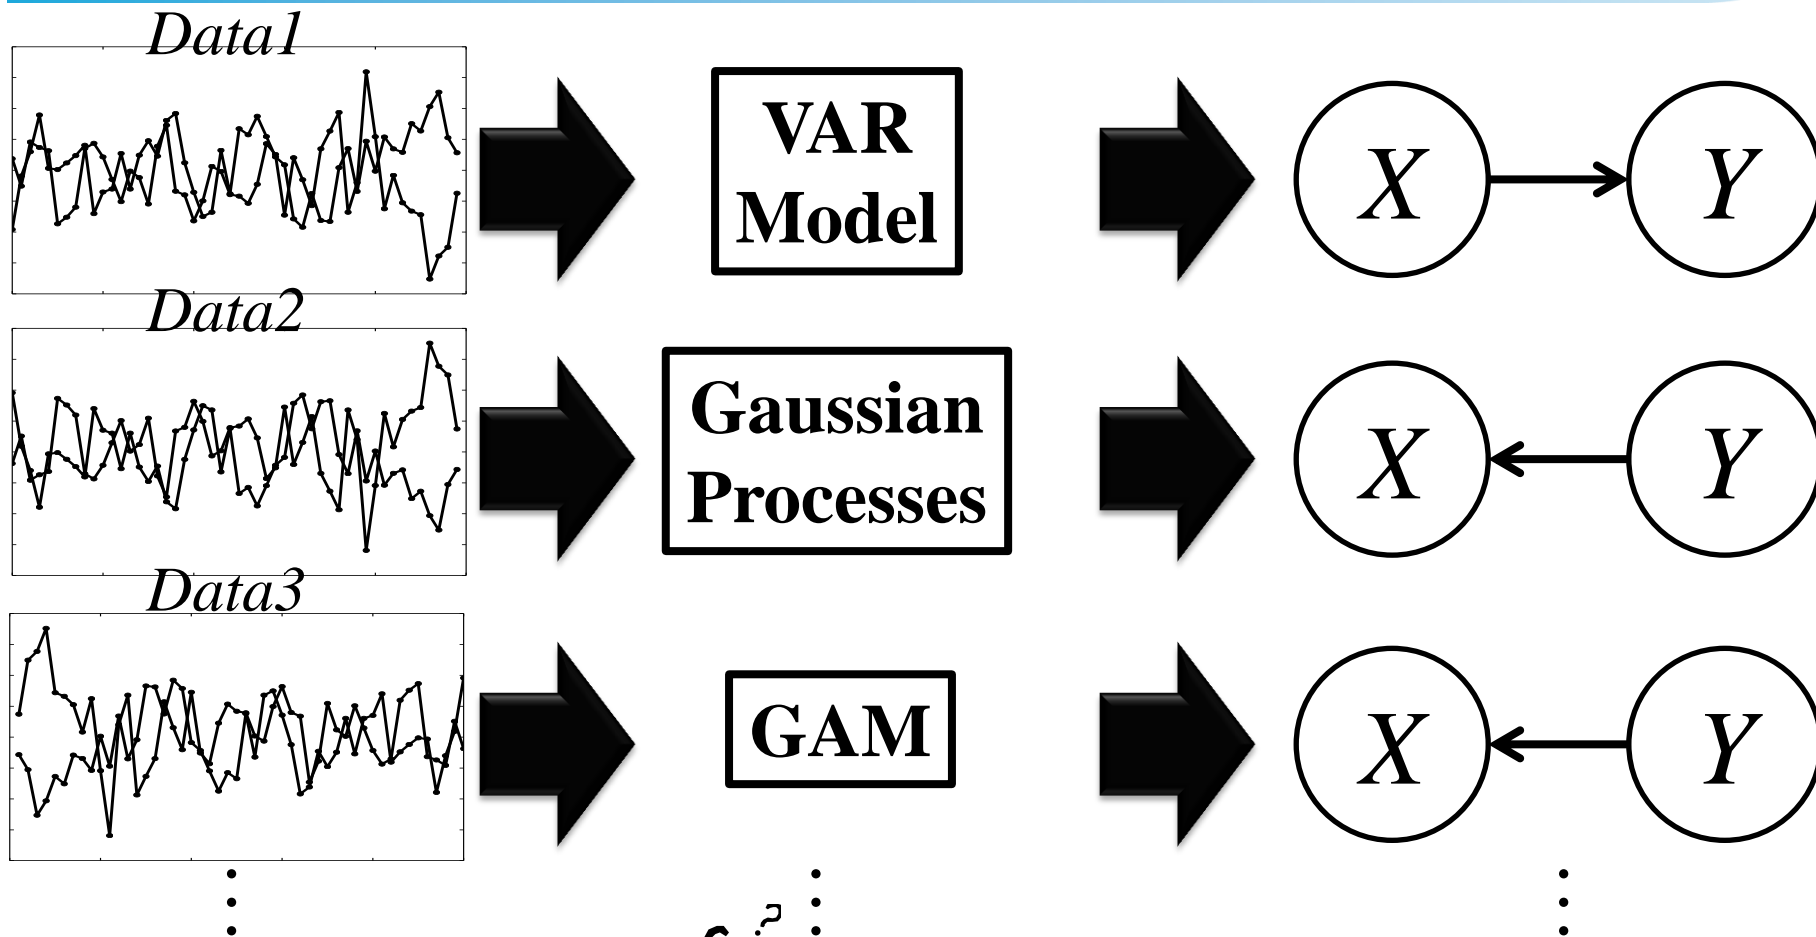 Data1
VAR
Model
X
Y
Data2
Gaussian
Processes
X
Y
Data3
GAM
X
Y